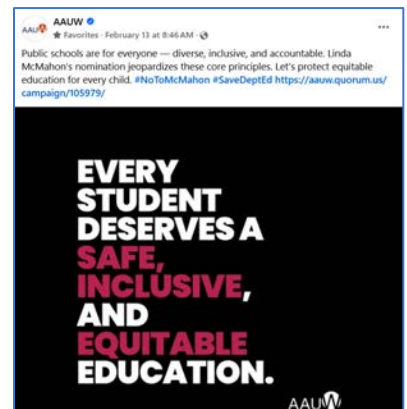 AAUW
AAUW
Favorites · February 13 at 8:46 AM ·
Public schools are for everyone — diverse, inclusive, and accountable. Linda
McMahon's nomination jeopardizes these core principles. Let's protect equitable
education for every child. #NoToMcMahon #SaveDeptEd https://aauw.quorum.us/
campaign/105979/
EVERY
STUDENT
DESERVES A
SAFE,
INCLUSIVE,
AND
EQUITABLE
EDUCATION.
AAUW